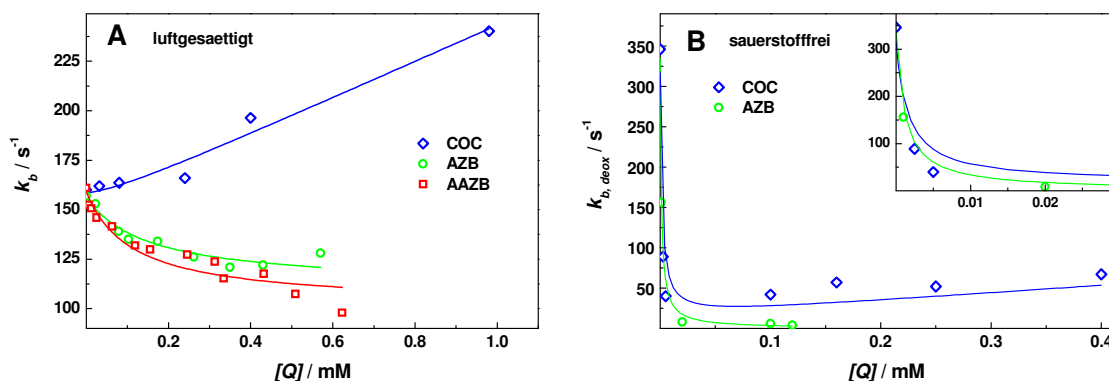 A luftgesaettigt
225
200
175
150
125
100
k_b / s⁻¹
COC
AZB
AAZB
0.2 0.4 0.6 0.8 1.0
[Q] / mM
B sauerstofffrei
350
300
250
200
150
100
50
k_b, deox / s⁻¹
COC
AZB
300
200
100
0.01 0.02
0.1 0.2 0.3 0.4
[Q] / mM